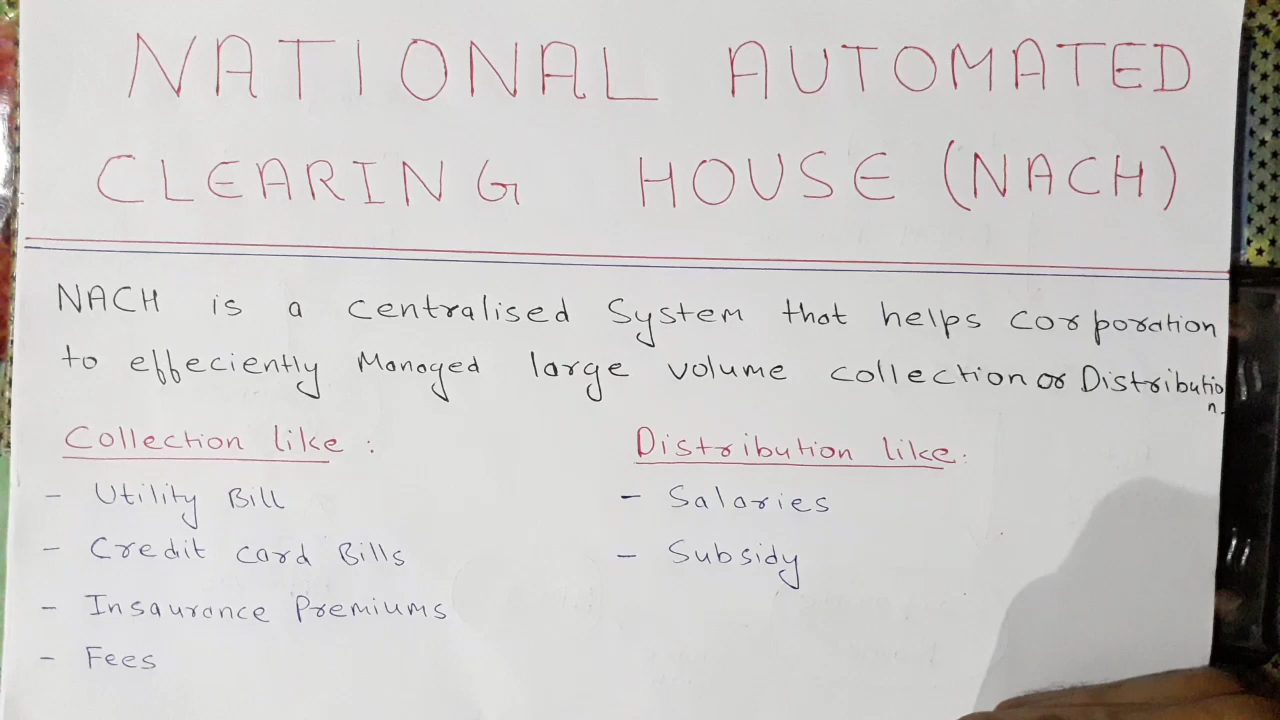 NATIONAL AUTOMATED
CLEARING HOUSE (NACH)
NACH is a centralised System that helps corporation
to effeciently Managed large volume collection or Distribution.
Collection like :
- Utility Bill
- Credit card Bills
- Insaurance Premiums
- Fees
Distribution like:
- Salaries
- Subsidy